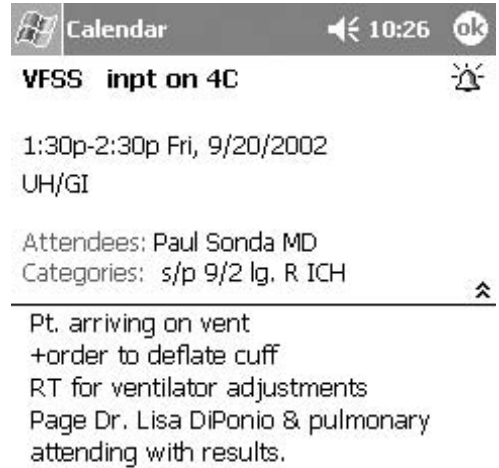 Calendar 10:26 ok
VFSS inpt on 4C
1:30p-2:30p Fri, 9/20/2002
UH/GI
Attendees: Paul Sonda MD
Categories: s/p 9/2 lg. R ICH
Pt. arriving on vent
+order to deflate cuff
RT for ventilator adjustments
Page Dr. Lisa DiPonio & pulmonary
attending with results.